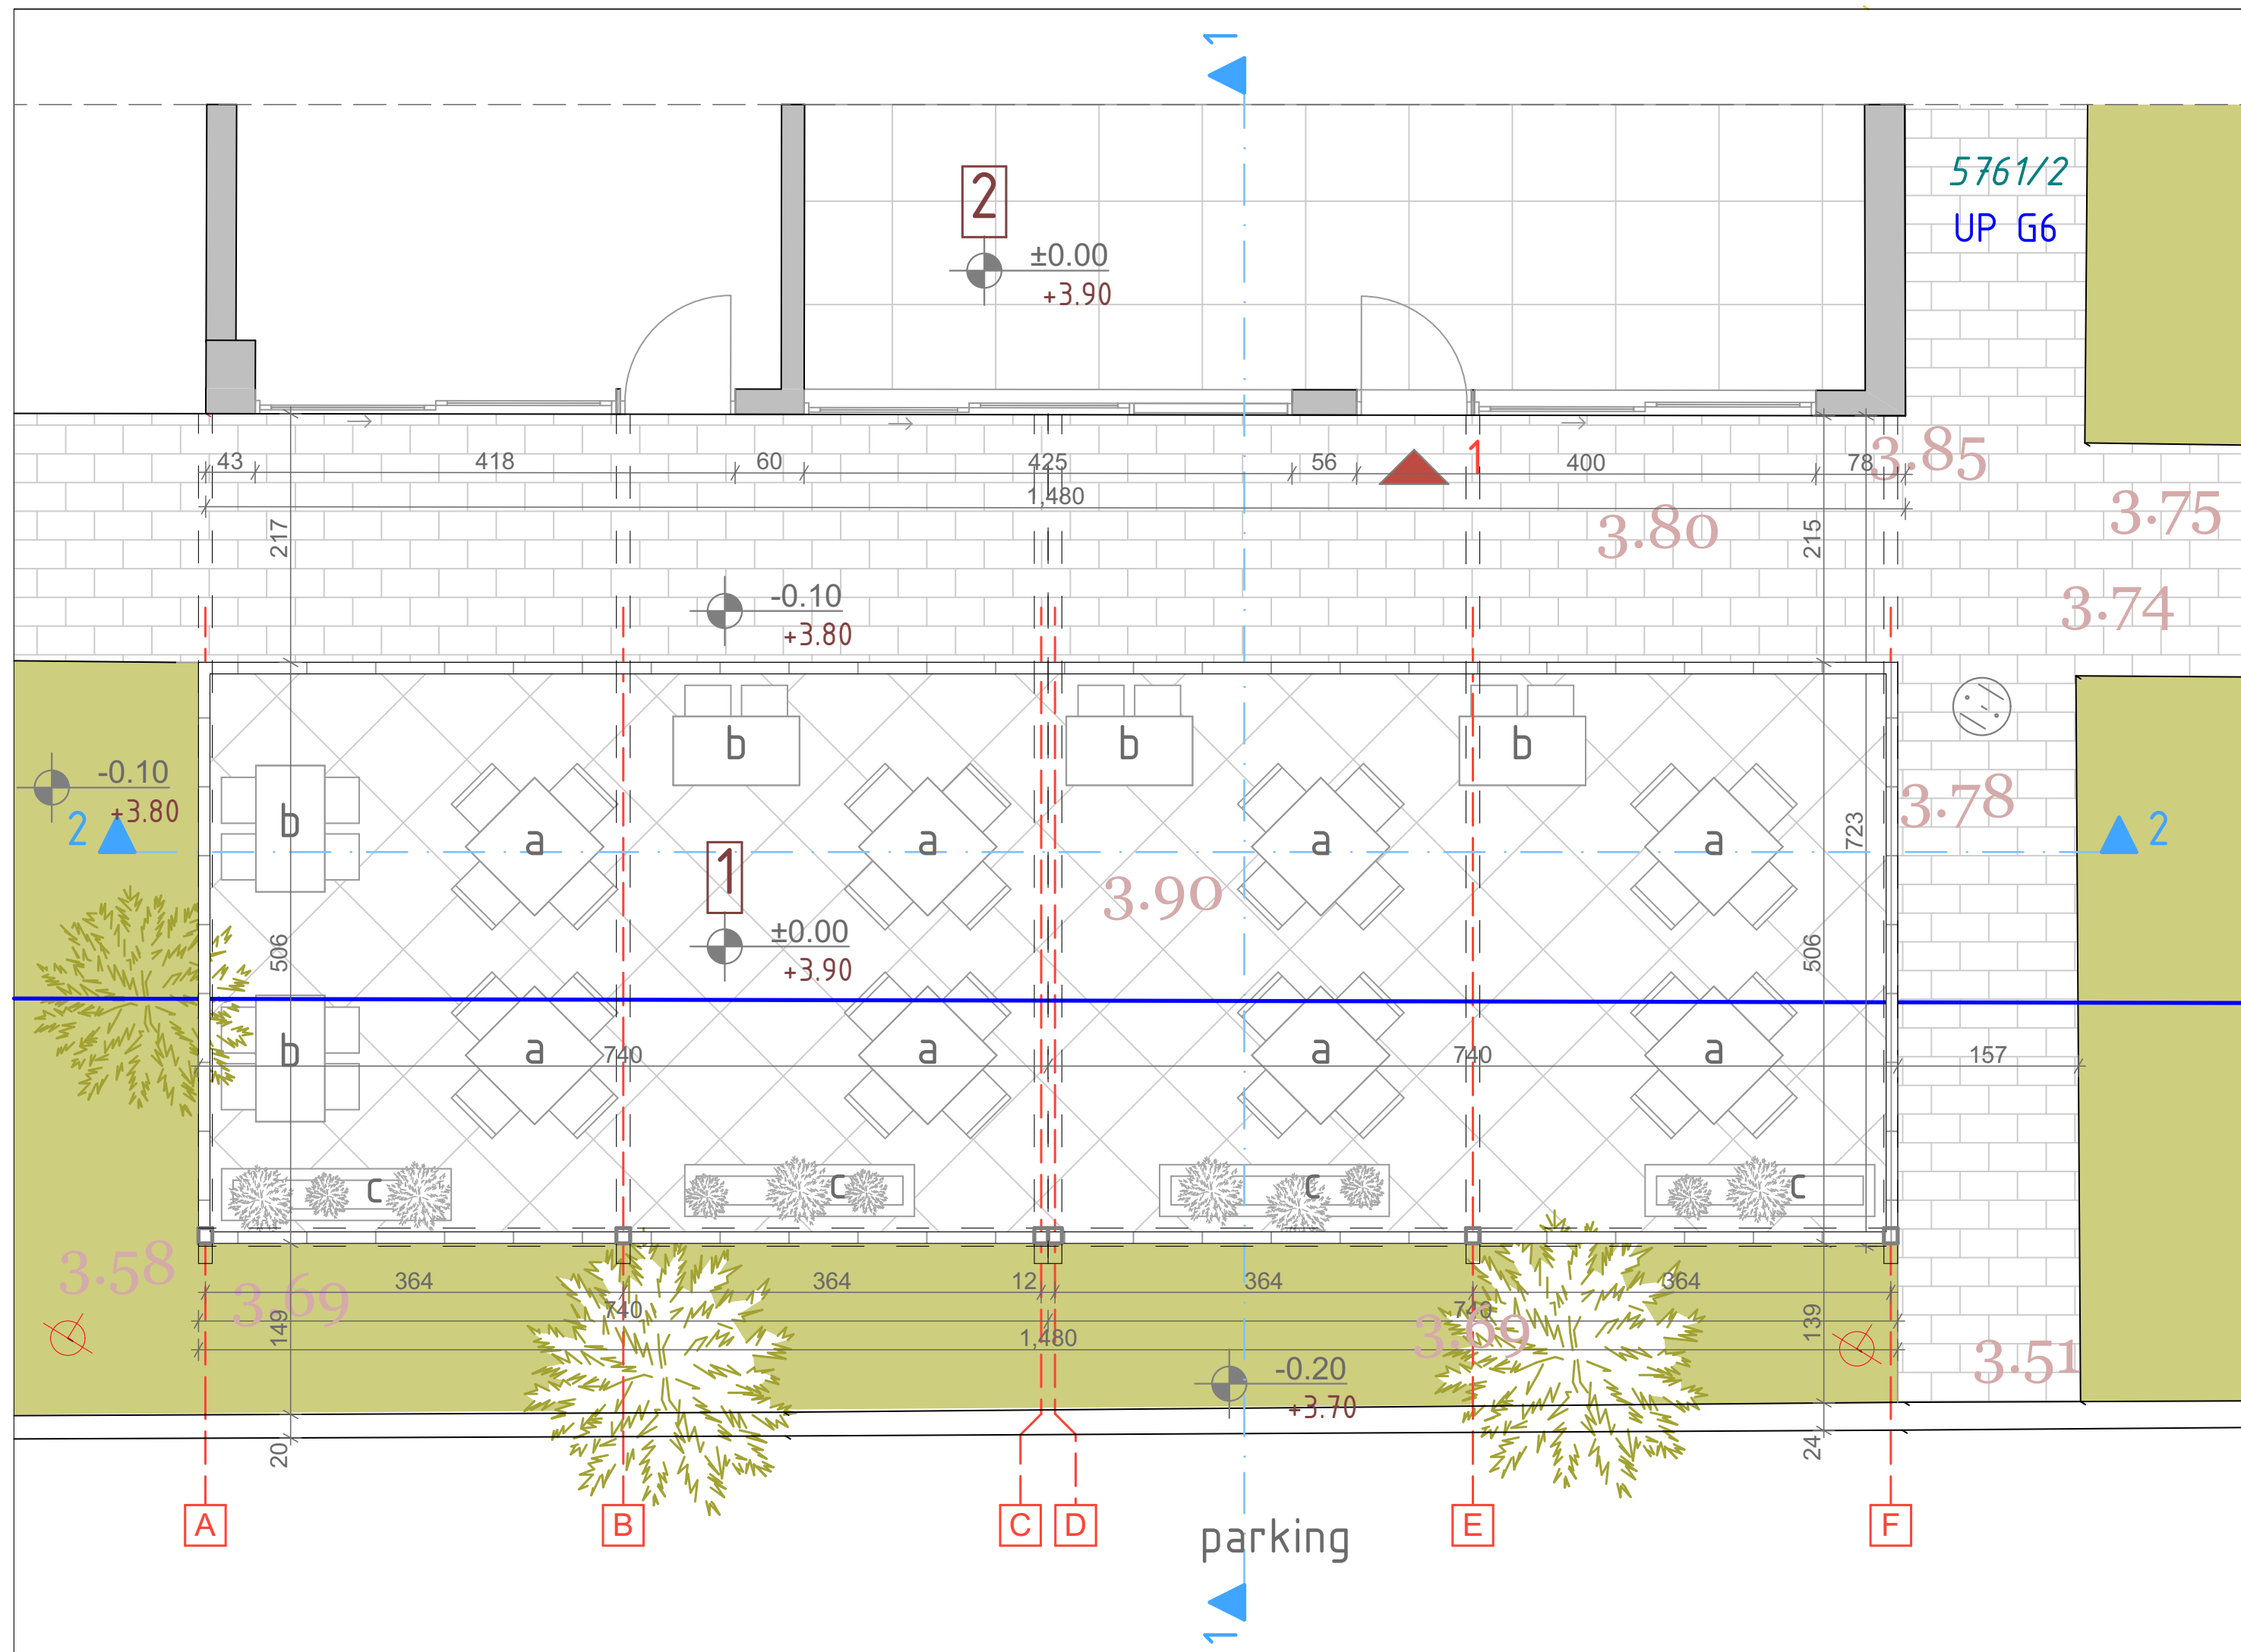 1
5761/2
2
UP G6
±0.00
+3.90
43
418
60
425
56
1
400
78
3.85
1,480
3.75
217
3.80
215
-0.10
3.74
+3.80
b
b
b
-0.10
3.78
+3.80
2
b
a
a
a
a
723
2
1
3.90
±0.00
506
506
+3.90
b
a
740
a
a
740
a
157
c
c
c
c
3.58
3.69
364
364
12
364
364
740
740
149
1,480
3.69
139
3.51
-0.20
+3.70
20
24
A
B
C
D
E
F
parking
1